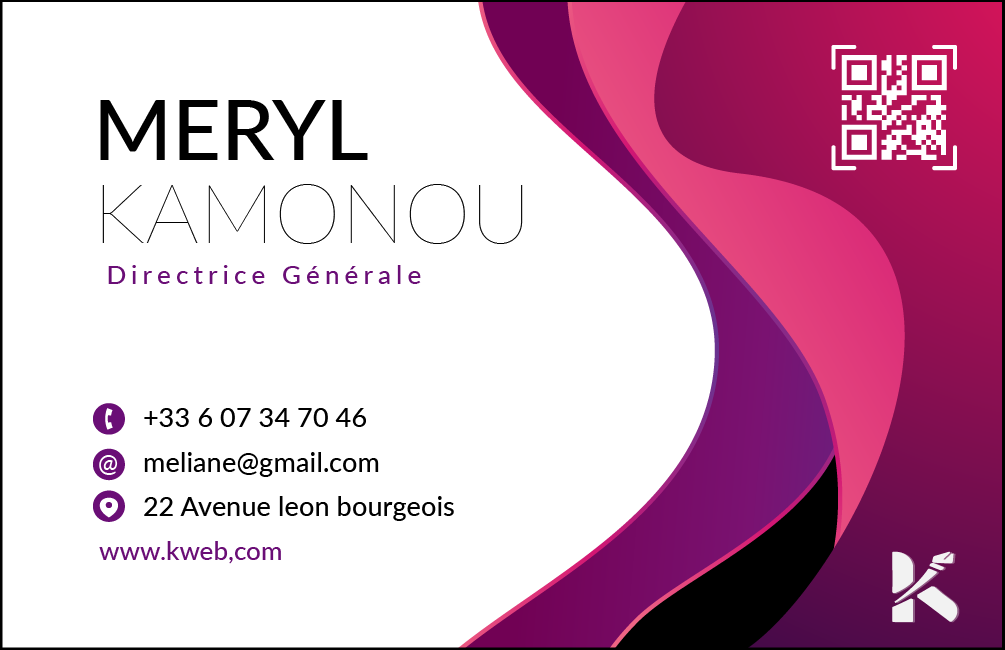 MERYL
KAMONOU
Directrice Générale
+33 6 07 34 70 46
meliane@gmail.com
22 Avenue leon bourgeois
www.kweb,com
K